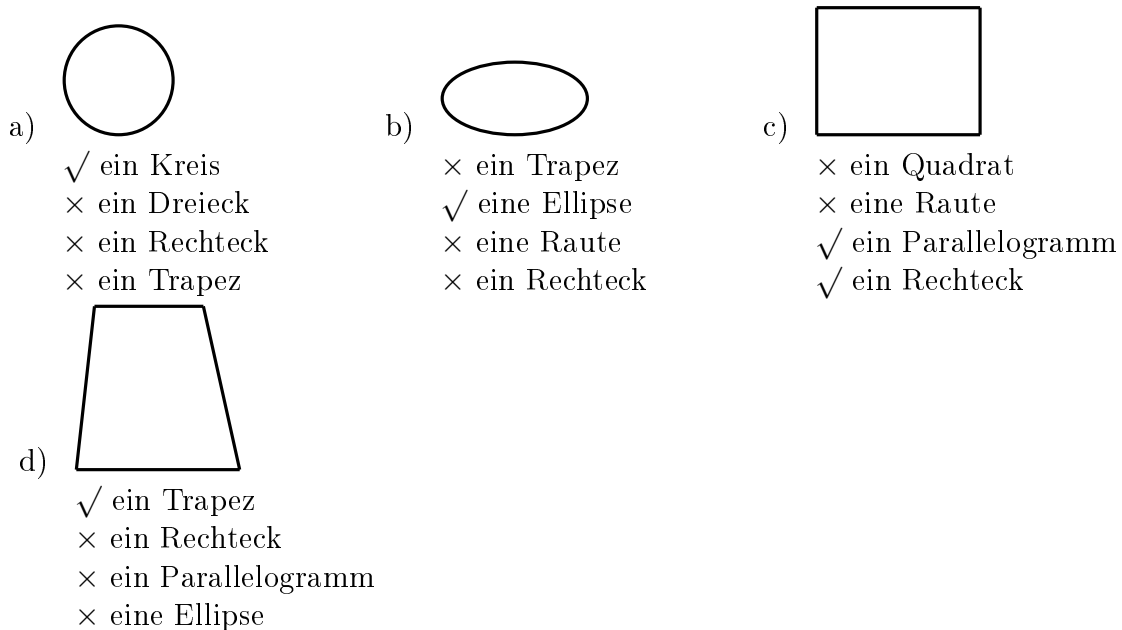 a)
√ ein Kreis
× ein Dreieck
× ein Rechteck
× ein Trapez
b)
× ein Trapez
√ eine Ellipse
× eine Raute
× ein Rechteck
c)
× ein Quadrat
× eine Raute
√ ein Parallelogramm
√ ein Rechteck
d)
√ ein Trapez
× ein Rechteck
× ein Parallelogramm
× eine Ellipse